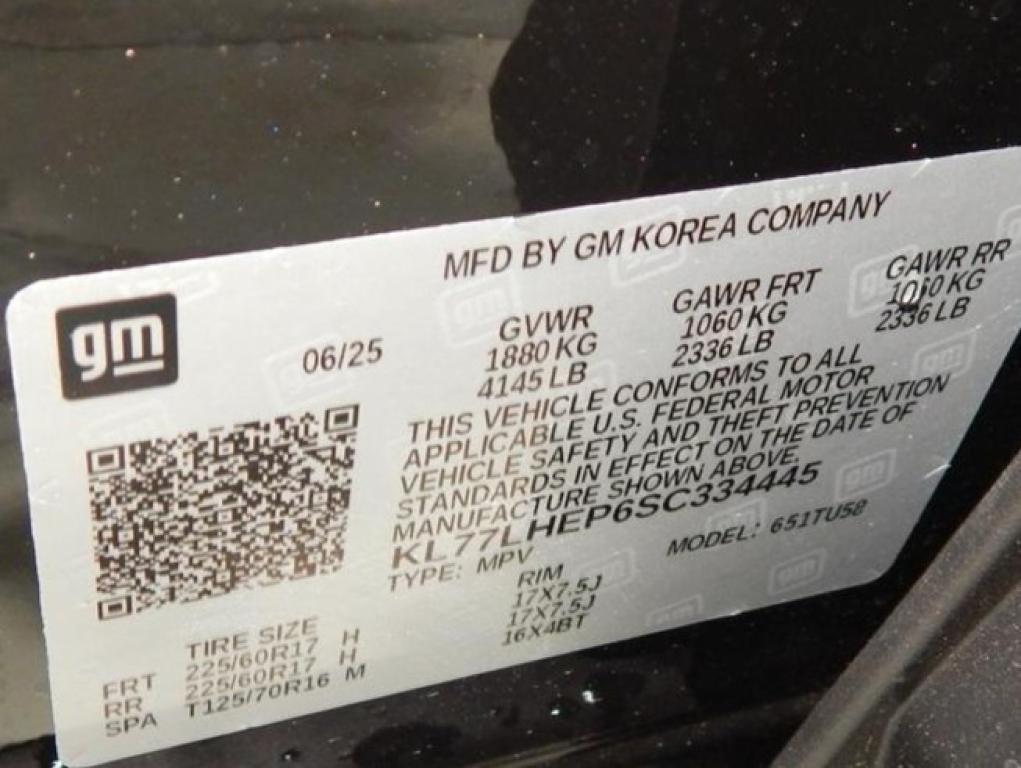 MFD BY GM KOREA COMPANY
gm
06/25
GVWR GAWR FRT GAWR RR
1880 KG 1060 KG 1060 KG
4145 LB 2336 LB 2336 LB
THIS VEHICLE CONFORMS TO ALL
APPLICABLE U.S. FEDERAL MOTOR
VEHICLE SAFETY AND THEFT PREVENTION
STANDARDS IN EFFECT ON THE DATE OF
MANUFACTURE SHOWN ABOVE.
KL77LHEP6SC334445
TYPE: MPV MODEL: 651TU58
TIRE SIZE RIM
FRT 225/60R17 H 17X7.5J
RR 225/60R17 H 17X7.5J
SPA T125/70R16 M 16X4BT